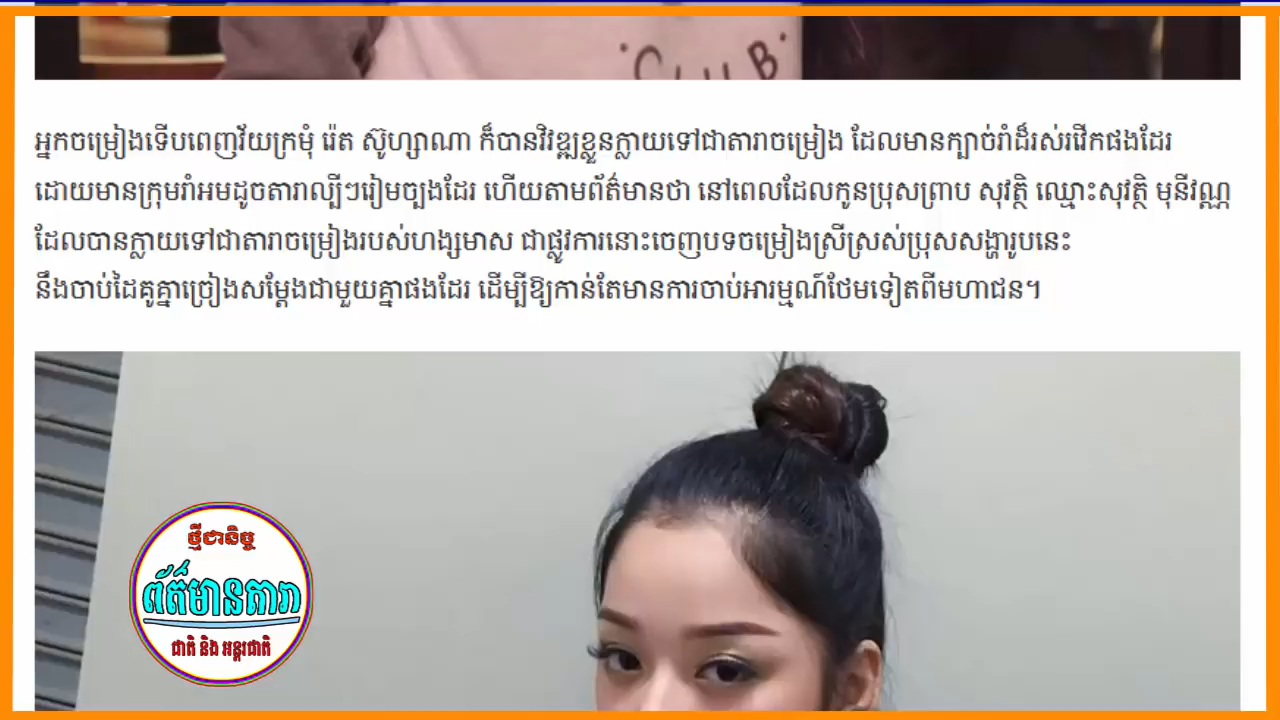 CLUB
អ្នកចម្រៀងទើបពេញវ័យក្រមុំ រ៉េត ស៊ូហ្សាណា ក៏បានវិវឌ្ឍខ្លួនក្លាយទៅជាតារាចម្រៀង ដែលមានក្បាច់រាំដ៏រស់រវើកផងដែរ
ដោយមានក្រុមរាំអមដូចតារាល្បីៗរៀមច្បងដែរ ហើយតាមព័ត៌មានថា នៅពេលដែលកូនប្រុសព្រាប សុវត្ថិ ឈ្មោះសុវត្ថិ មុនីវណ្ណ
ដែលបានក្លាយទៅជាតារាចម្រៀងរបស់ហង្សមាស ជាផ្លូវការនោះចេញបទចម្រៀងស្រីស្រស់ប្រុសសង្ហារូបនេះ
នឹងចាប់ដៃគូគ្នាច្រៀងសម្តែងជាមួយគ្នាផងដែរ ដើម្បីឱ្យកាន់តែមានការចាប់អារម្មណ៍ថែមទៀតពីមហាជន។
ថ្មីជានិច្ច
ព័ត៌មានតារា
ជាតិ និង អន្តរជាតិ